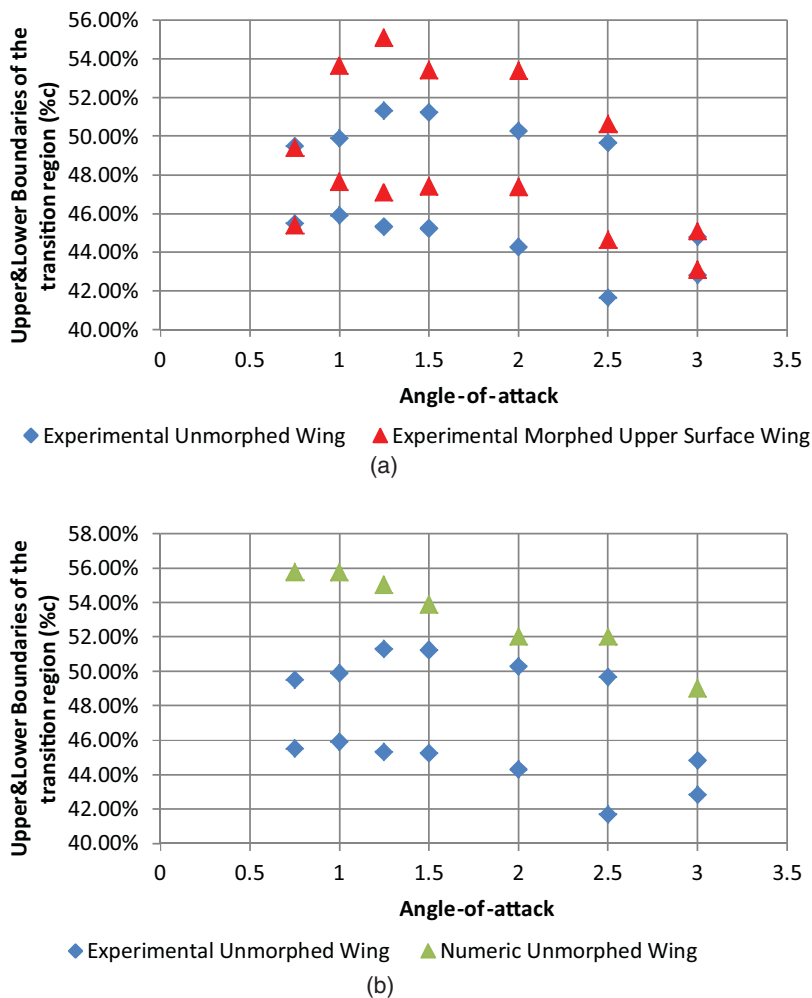 56.00%
54.00%
52.00%
50.00%
48.00%
46.00%
44.00%
42.00%
40.00%
Upper&Lower Boundaries of the
transition region (%c)
0 0.5 1 1.5 2 2.5 3 3.5
Angle-of-attack
Experimental Unmorphed Wing Experimental Morphed Upper Surface Wing
(a)
58.00%
56.00%
54.00%
52.00%
50.00%
48.00%
46.00%
44.00%
42.00%
40.00%
Upper&Lower Boundaries of the
transition region (%c)
0 0.5 1 1.5 2 2.5 3 3.5
Angle-of-attack
Experimental Unmorphed Wing Numeric Unmorphed Wing
(b)